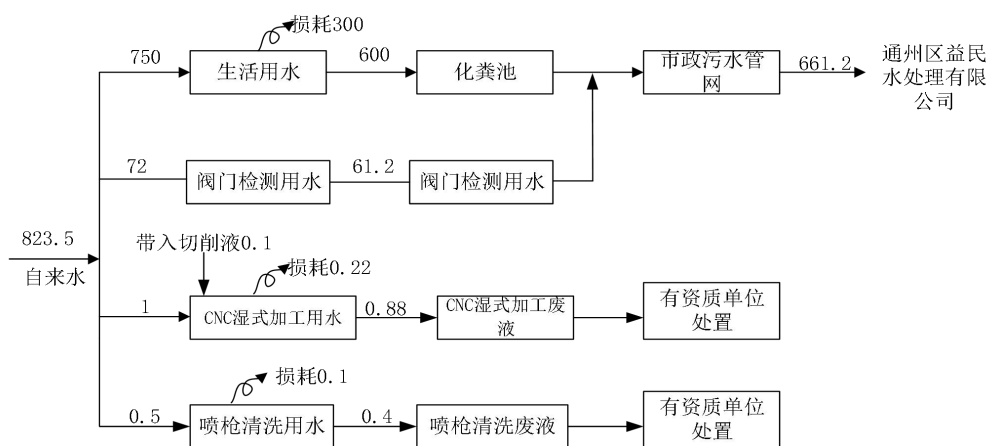 损耗300
750
生活用水
600
化粪池
市政污水管
网
661.2
通州区益民
水处理有限
公司
72
阀门检测用水
61.2
阀门检测用水
823.5
自来水
带入切削液0.1
损耗0.22
1
CNC湿式加工用水
0.88
CNC湿式加工废
液
有资质单位
处置
损耗0.1
0.5
喷枪清洗用水
0.4
喷枪清洗废液
有资质单位
处置